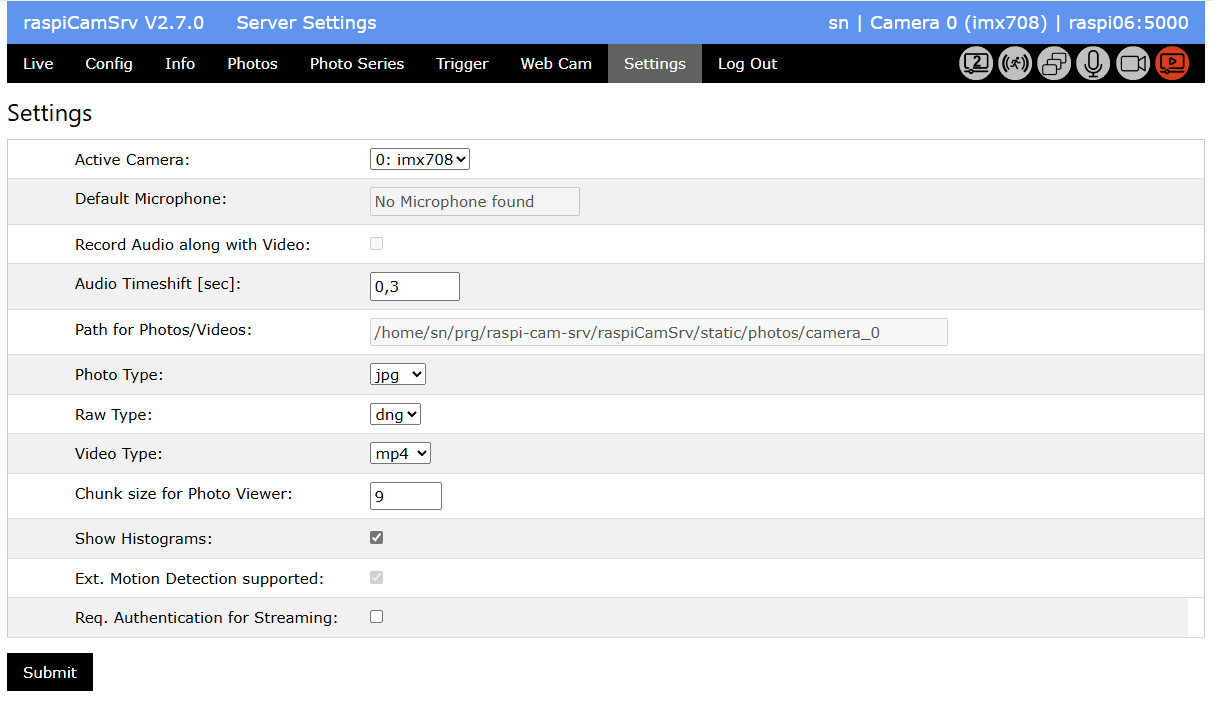 raspiCamSrv V2.7.0 Server Settings sn | Camera 0 (imx708) | raspi06:5000
Live Config Info Photos Photo Series Trigger Web Cam Settings Log Out 2
Settings
Active Camera: 0: imx708
Default Microphone: No Microphone found
Record Audio along with Video:
Audio Timeshift [sec]: 0,3
Path for Photos/Videos: /home/sn/prg/raspi-cam-srv/raspiCamSrv/static/photos/camera_0
Photo Type: jpg
Raw Type: dng
Video Type: mp4
Chunk size for Photo Viewer: 9
Show Histograms:
Ext. Motion Detection supported:
Req. Authentication for Streaming:
Submit